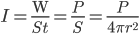 I = W/St = P/S = P/4πr²